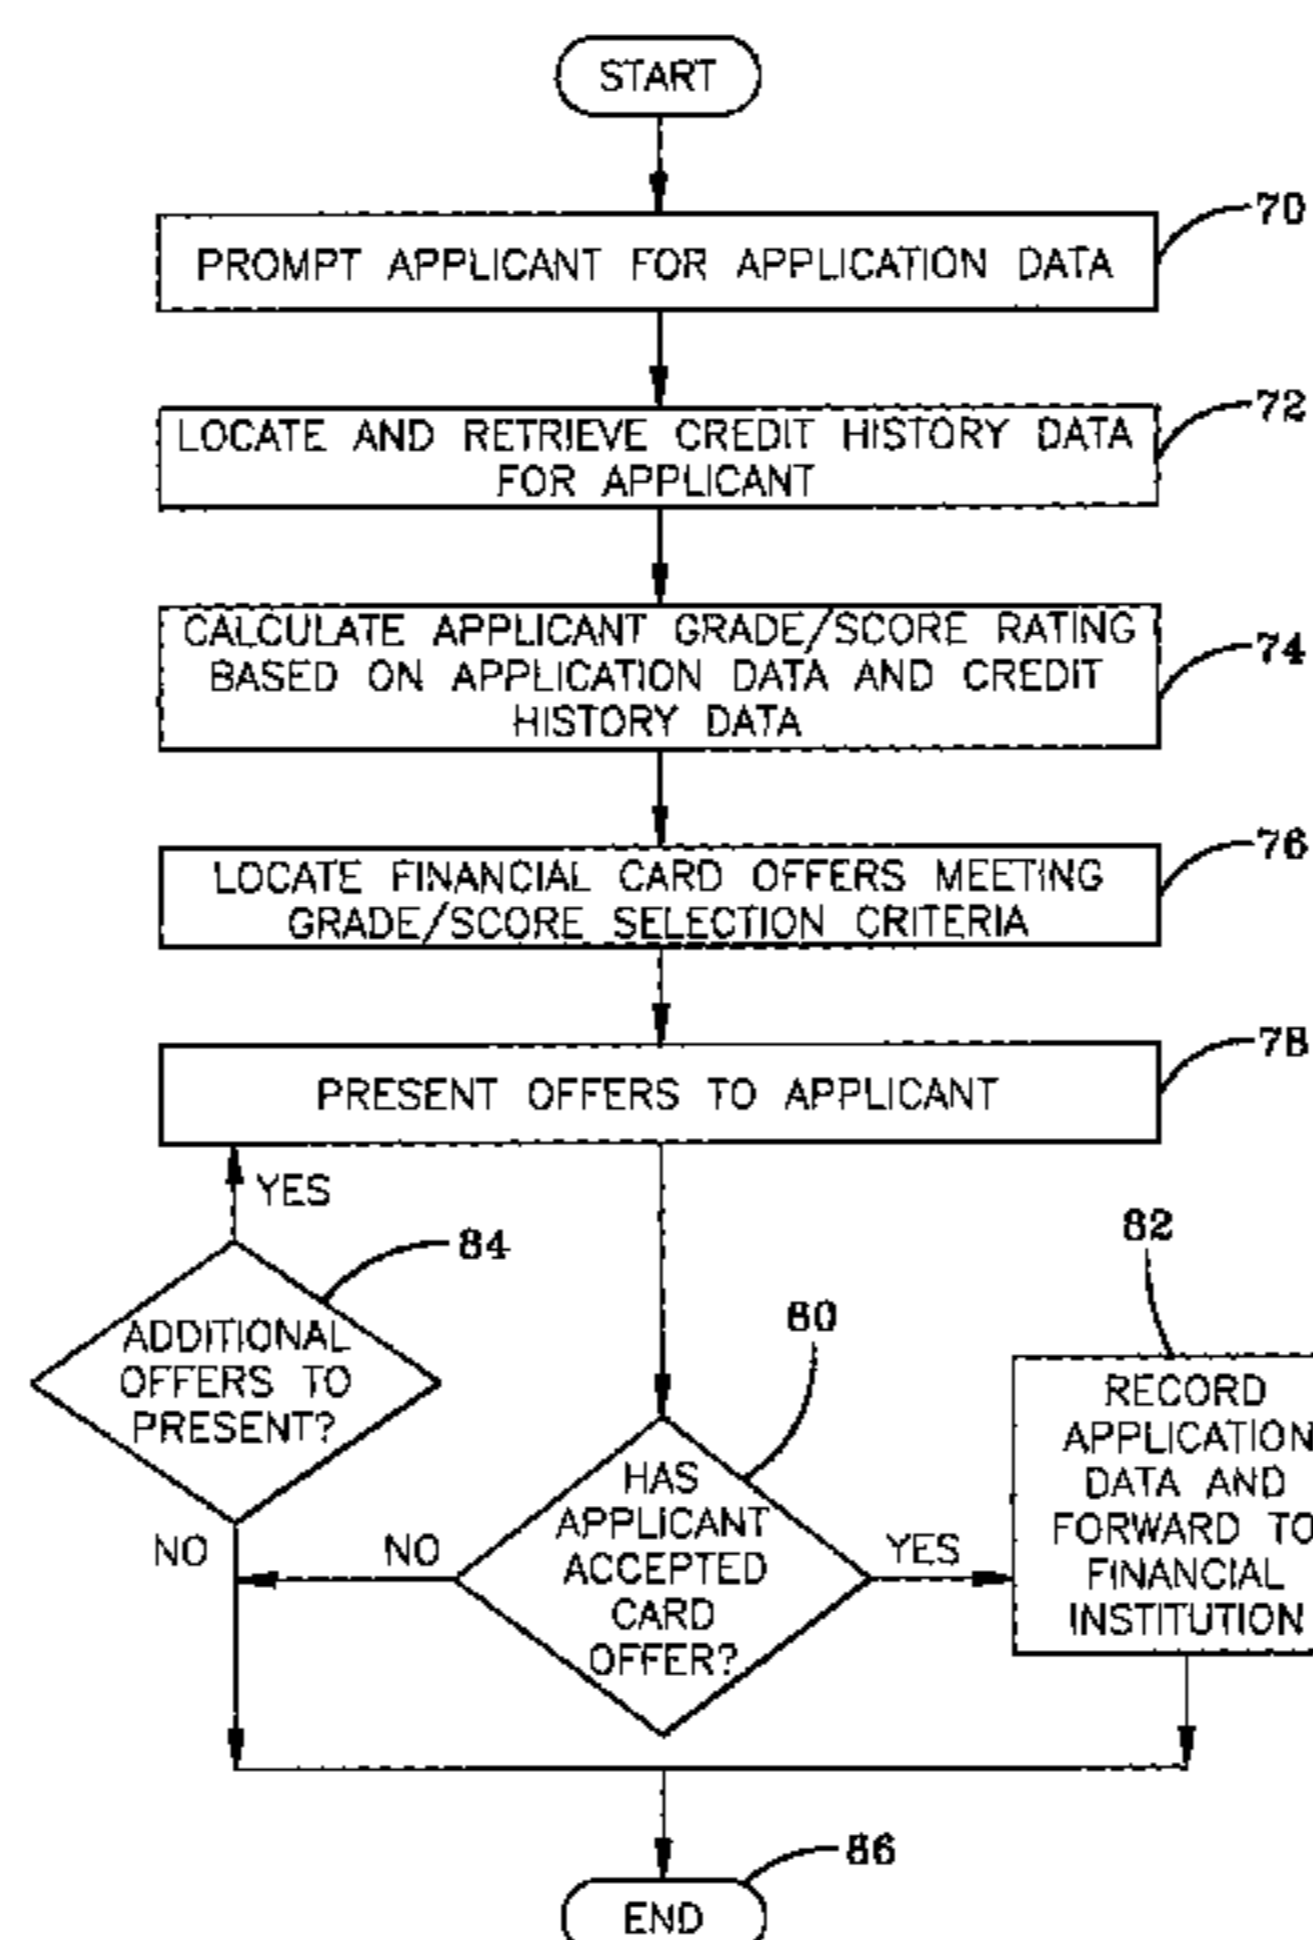 START
70
PROMPT APPLICANT FOR APPLICATION DATA
72
LOCATE AND RETRIEVE CREDIT HISTORY DATA
FOR APPLICANT
74
CALCULATE APPLICANT GRADE/SCORE RATING
BASED ON APPLICATION DATA AND CREDIT
HISTORY DATA
76
LOCATE FINANCIAL CARD OFFERS MEETING
GRADE/SCORE SELECTION CRITERIA
78
PRESENT OFFERS TO APPLICANT
YES
84
ADDITIONAL
OFFERS TO
PRESENT?
NO
80
HAS
APPLICANT
ACCEPTED
CARD
OFFER?
NO
YES
82
RECORD
APPLICATION
DATA AND
FORWARD TO
FINANCIAL
INSTITUTION
86
END